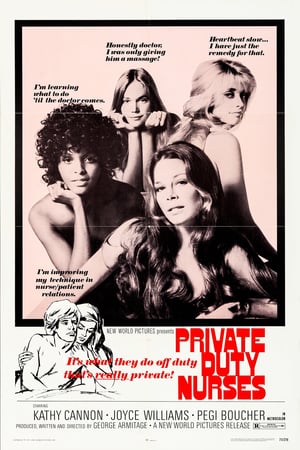 Honestly doctor,
I was only giving
him a massage!
Heartbeat slow...
I have just the
remedy for that.
I'm learning
what to do
'til the doctor comes.
I'm improving
my technique in
nurse/patient
relations.
NEW WORLD PICTURES presents
PRIVATE
DUTY
NURSES
It's what they do off duty
that's really private!
STARRING
KATHY CANNON • JOYCE WILLIAMS • PEGI BOUCHER
IN
METROCOLOR
PRODUCED, WRITTEN AND DIRECTED BY GEORGE ARMITAGE • A NEW WORLD PICTURES RELEASE
R